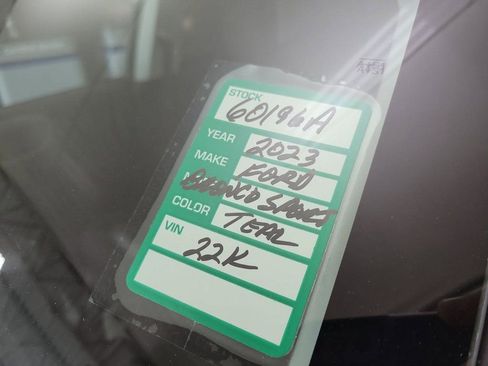 STOCK
60196A
YEAR 2023
MAKE FORD
BRONCO SPORT
COLOR TEAL
VIN
22K